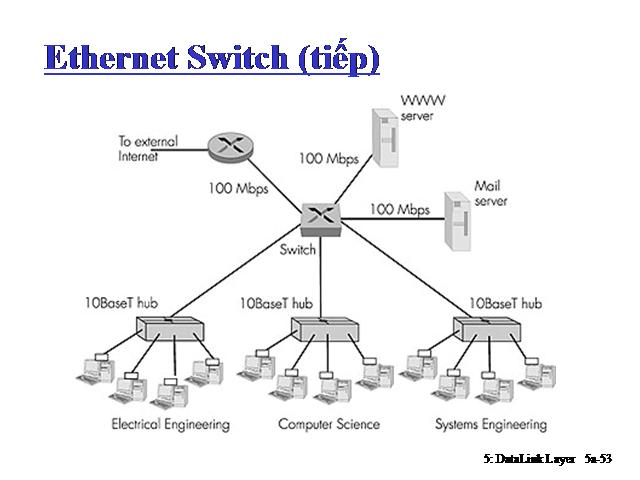 Ethernet Switch (tiếp)
WWW
server
To external
Internet
100 Mbps
100 Mbps
Mail
server
100 Mbps
Switch
10BaseT hub
10BaseT hub
10BaseT hub
Electrical Engineering
Computer Science
Systems Engineering
5: DataLink Layer 5a-53